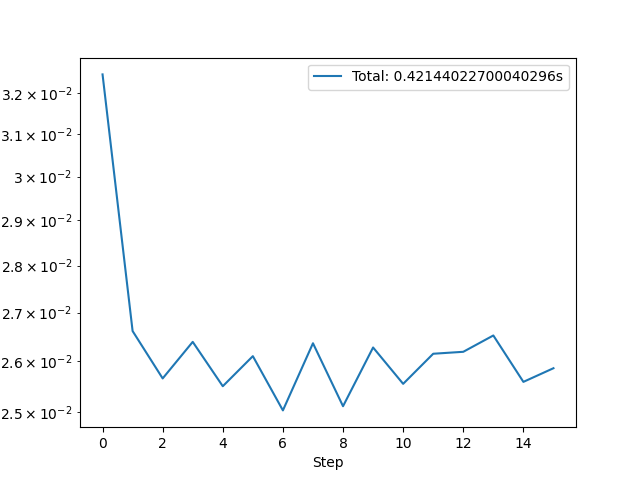 Total: 0.42144022700040296s
3.2 × 10⁻²
3.1 × 10⁻²
3 × 10⁻²
2.9 × 10⁻²
2.8 × 10⁻²
2.7 × 10⁻²
2.6 × 10⁻²
2.5 × 10⁻²
0 2 4 6 8 10 12 14
Step